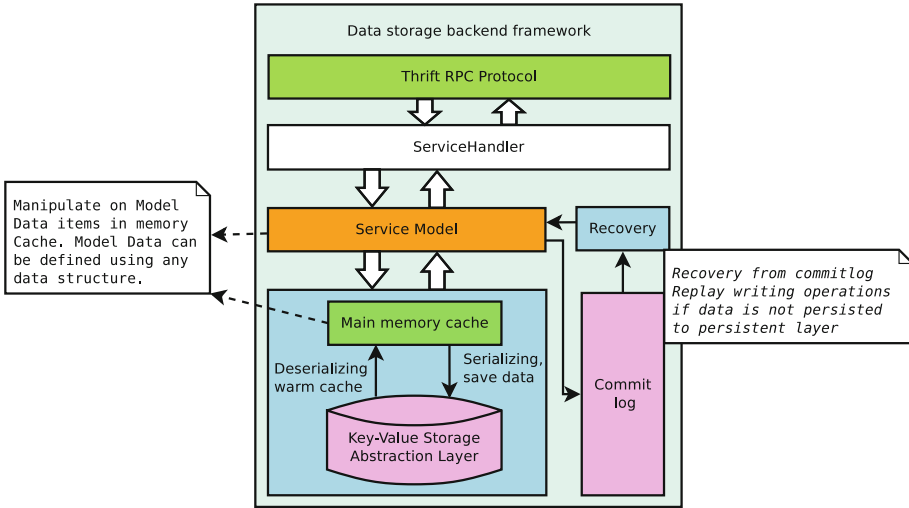 Data storage backend framework
Thrift RPC Protocol
ServiceHandler
Manipulate on Model
Data items in memory
Cache. Model Data can
be defined using any
data structure.
Service Model
Recovery
Recovery from commitlog
Replay writing operations
if data is not persisted
to persistent layer
Main memory cache
Deserializing
warm cache
Serializing,
save data
Commit
log
Key-Value Storage
Abstraction Layer